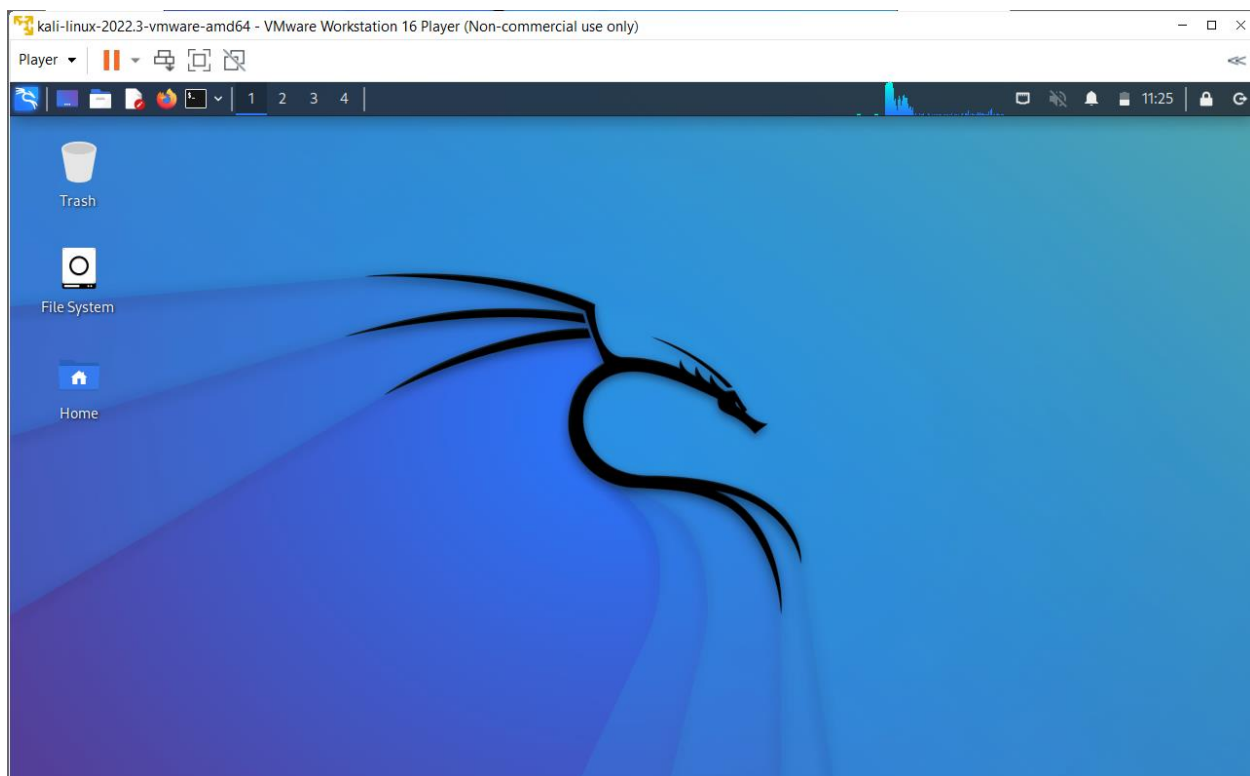 kali-linux-2022.3-vmware-amd64 - VMware Workstation 16 Player (Non-commercial use only)
Player
1 2 3 4 11:25
Trash
File System
Home